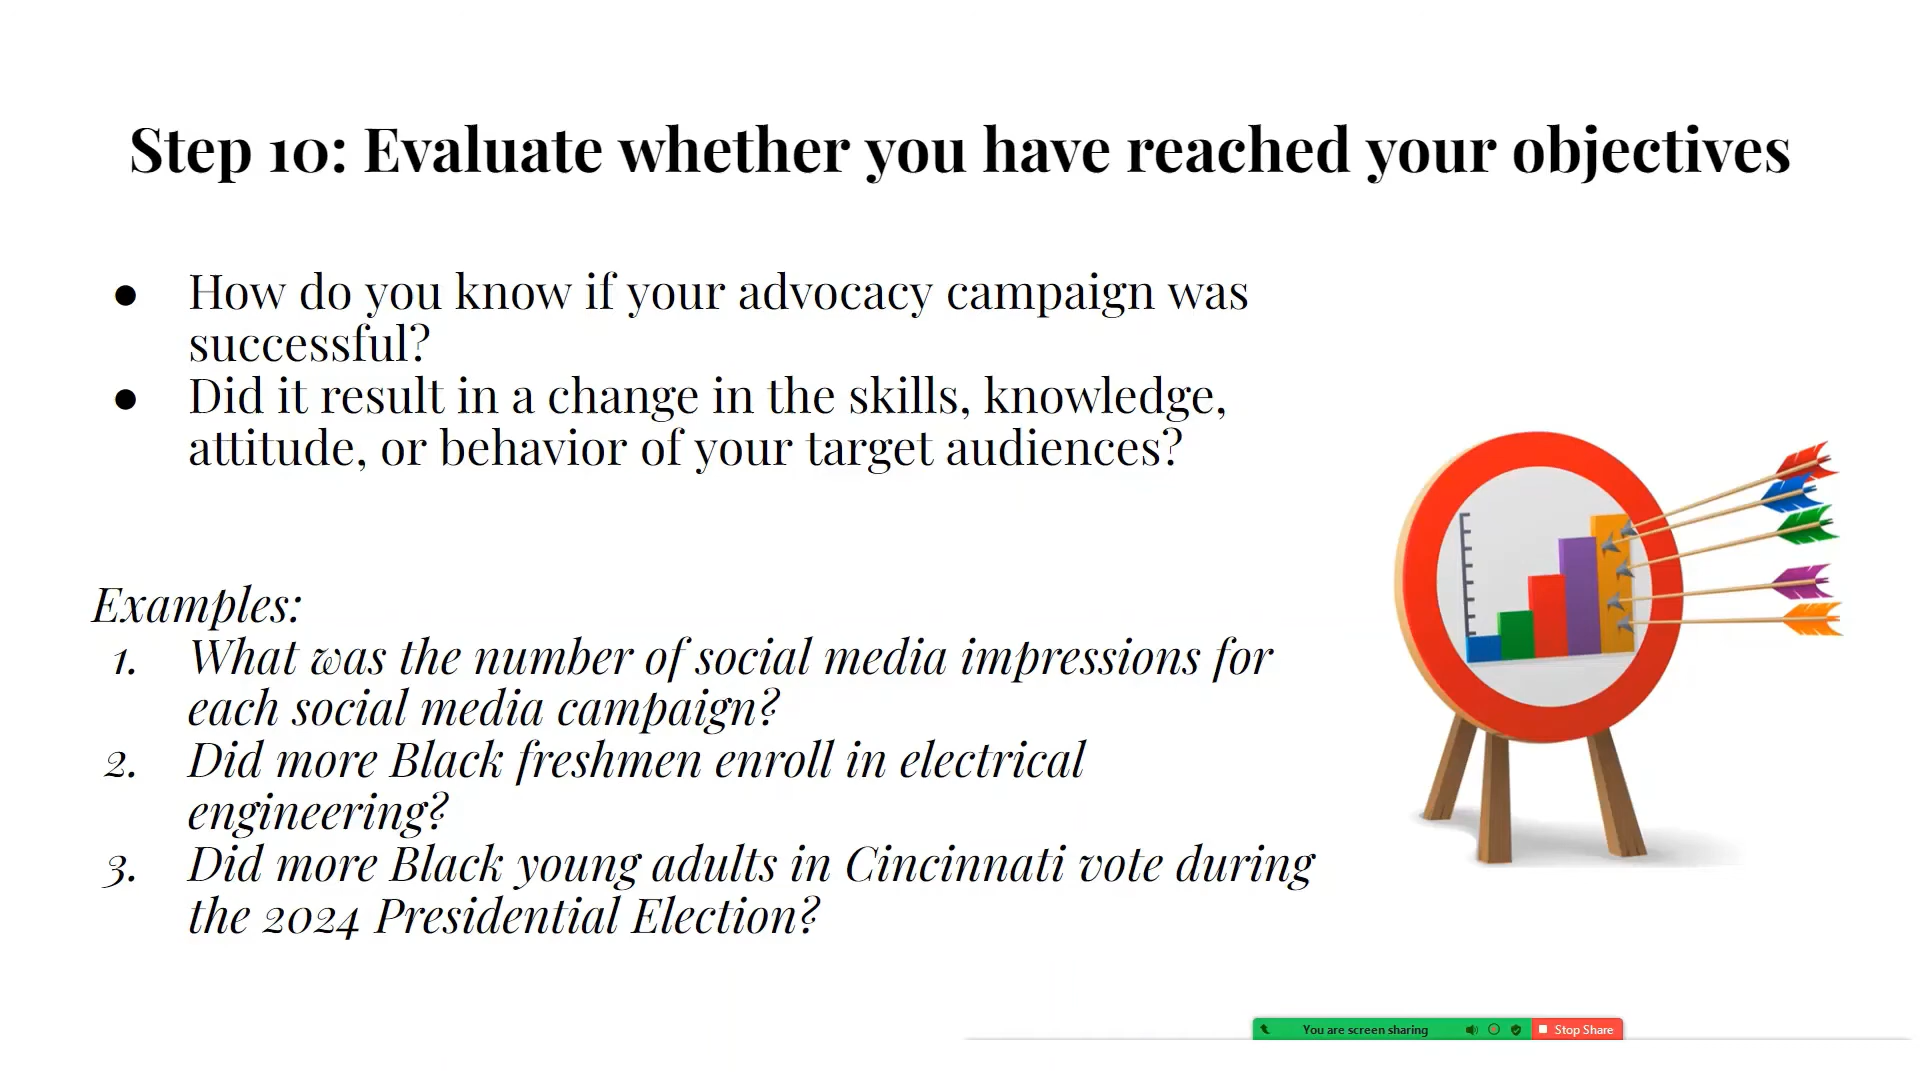 Step 10: Evaluate whether you have reached your objectives
● How do you know if your advocacy campaign was
successful?
● Did it result in a change in the skills, knowledge,
attitude, or behavior of your target audiences?
Examples:
1. What was the number of social media impressions for
each social media campaign?
2. Did more Black freshmen enroll in electrical
engineering?
3. Did more Black young adults in Cincinnati vote during
the 2024 Presidential Election?
You are screen sharing Stop Share